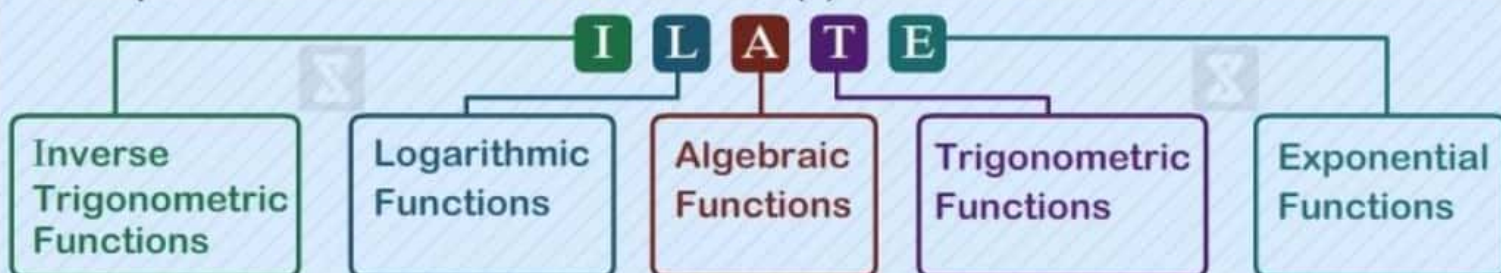 I L A T E
Inverse
Trigonometric
Functions
Logarithmic
Functions
Algebraic
Functions
Trigonometric
Functions
Exponential
Functions